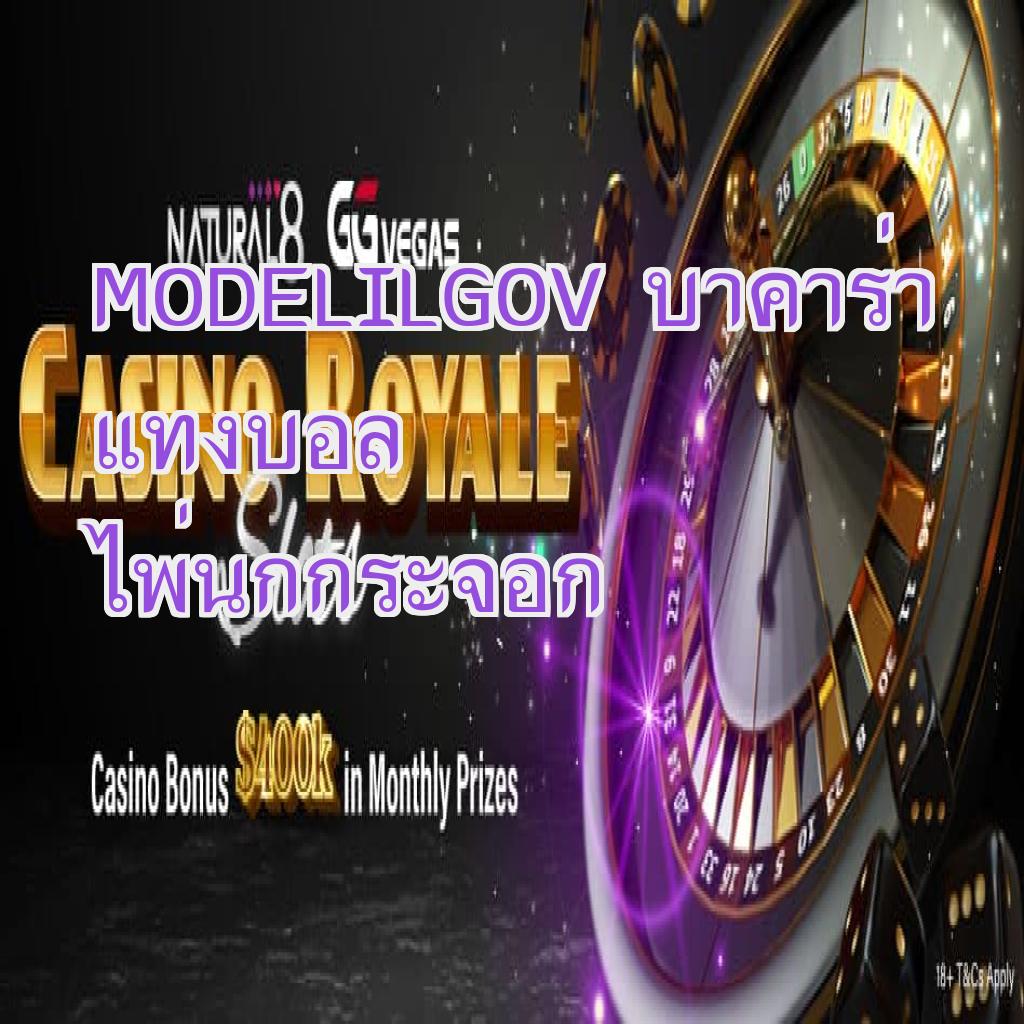 NATURAL8 GGVEGAS
MODELILGOV บาคาร่า
CASINO ROYALE
แทงบอล
Slots
ไพ่นกกระจอก
Casino Bonus $400k in Monthly Prizes
18+ T&Cs Apply